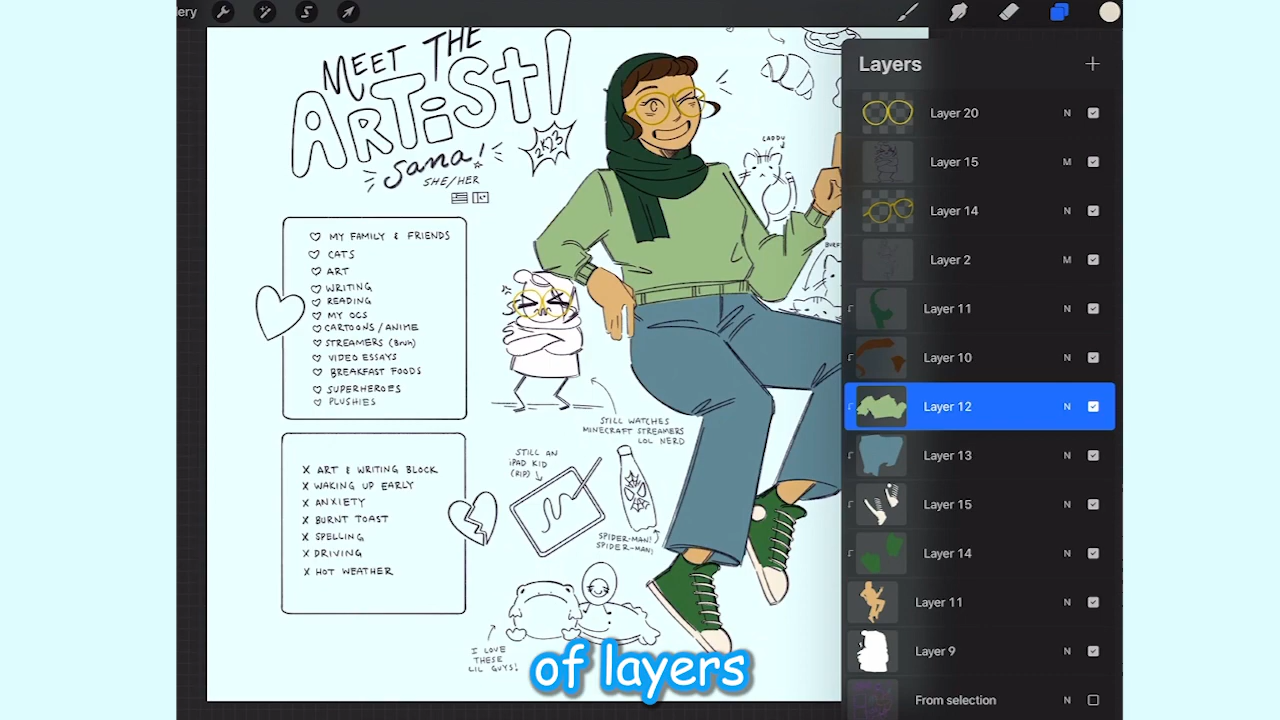 lery
MEET THE
ARTiSt!
Sana!
2K23
SHE/HER
CADDU
♡ MY FAMILY & FRIENDS
♡ CATS
♡ ART
♡ WRITING
♡ READING
♡ MY OCS
♡ CARTOONS/ANIME
♡ STREAMERS (Bruh)
♡ VIDEO ESSAYS
♡ BREAKFAST FOODS
♡ SUPERHEROES
♡ PLUSHIES
STILL WATCHES
MINECRAFT STREAMERS
LOL NERD
X ART & WRITING BLOCK
X WAKING UP EARLY
X ANXIETY
X BURNT TOAST
X SPELLING
X DRIVING
X HOT WEATHER
STILL AN
iPAD KID
(RIP)
SPIDER-MAN!
SPIDER-MAN!
I LOVE
THESE
LIL GUYS!
of layers
Layers
Layer 20 N
Layer 15 M
Layer 14 N
Layer 2 M
Layer 11 N
Layer 10 N
Layer 12 N
Layer 13 N
Layer 15 N
Layer 14 N
Layer 11 N
Layer 9 N
From selection N